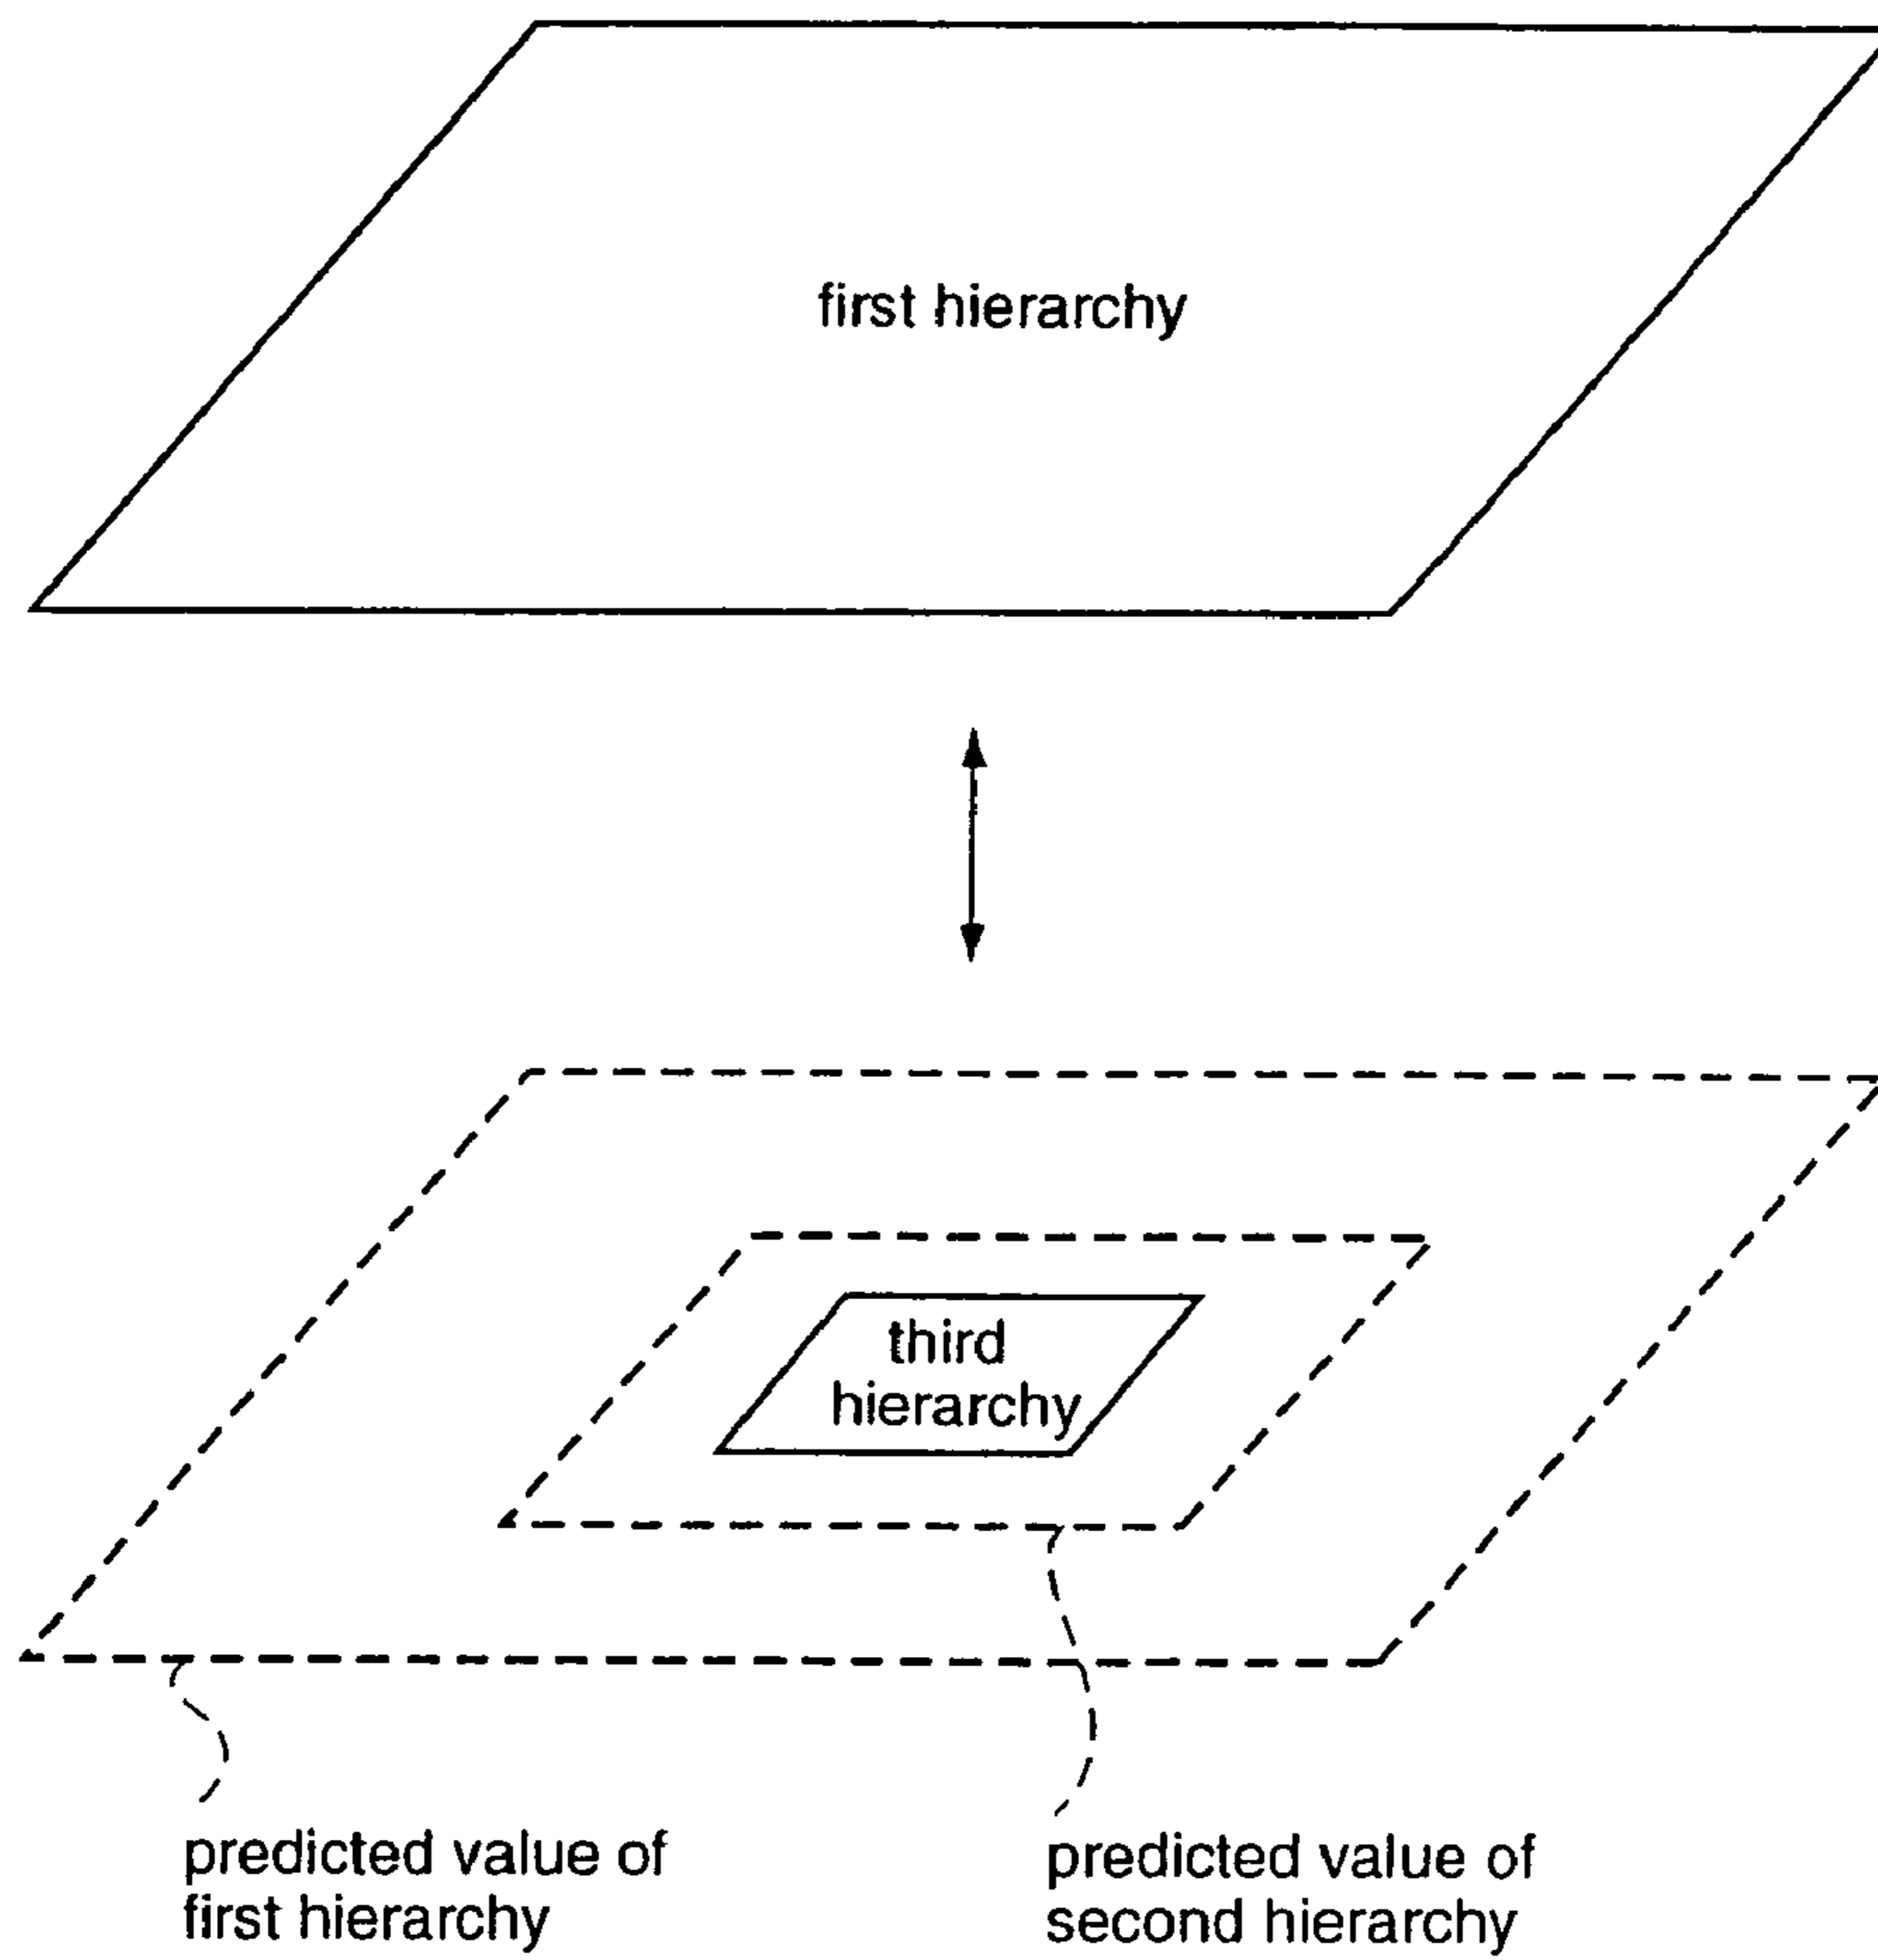 first hierarchy
third
hierarchy
predicted value of
first hierarchy
predicted value of
second hierarchy